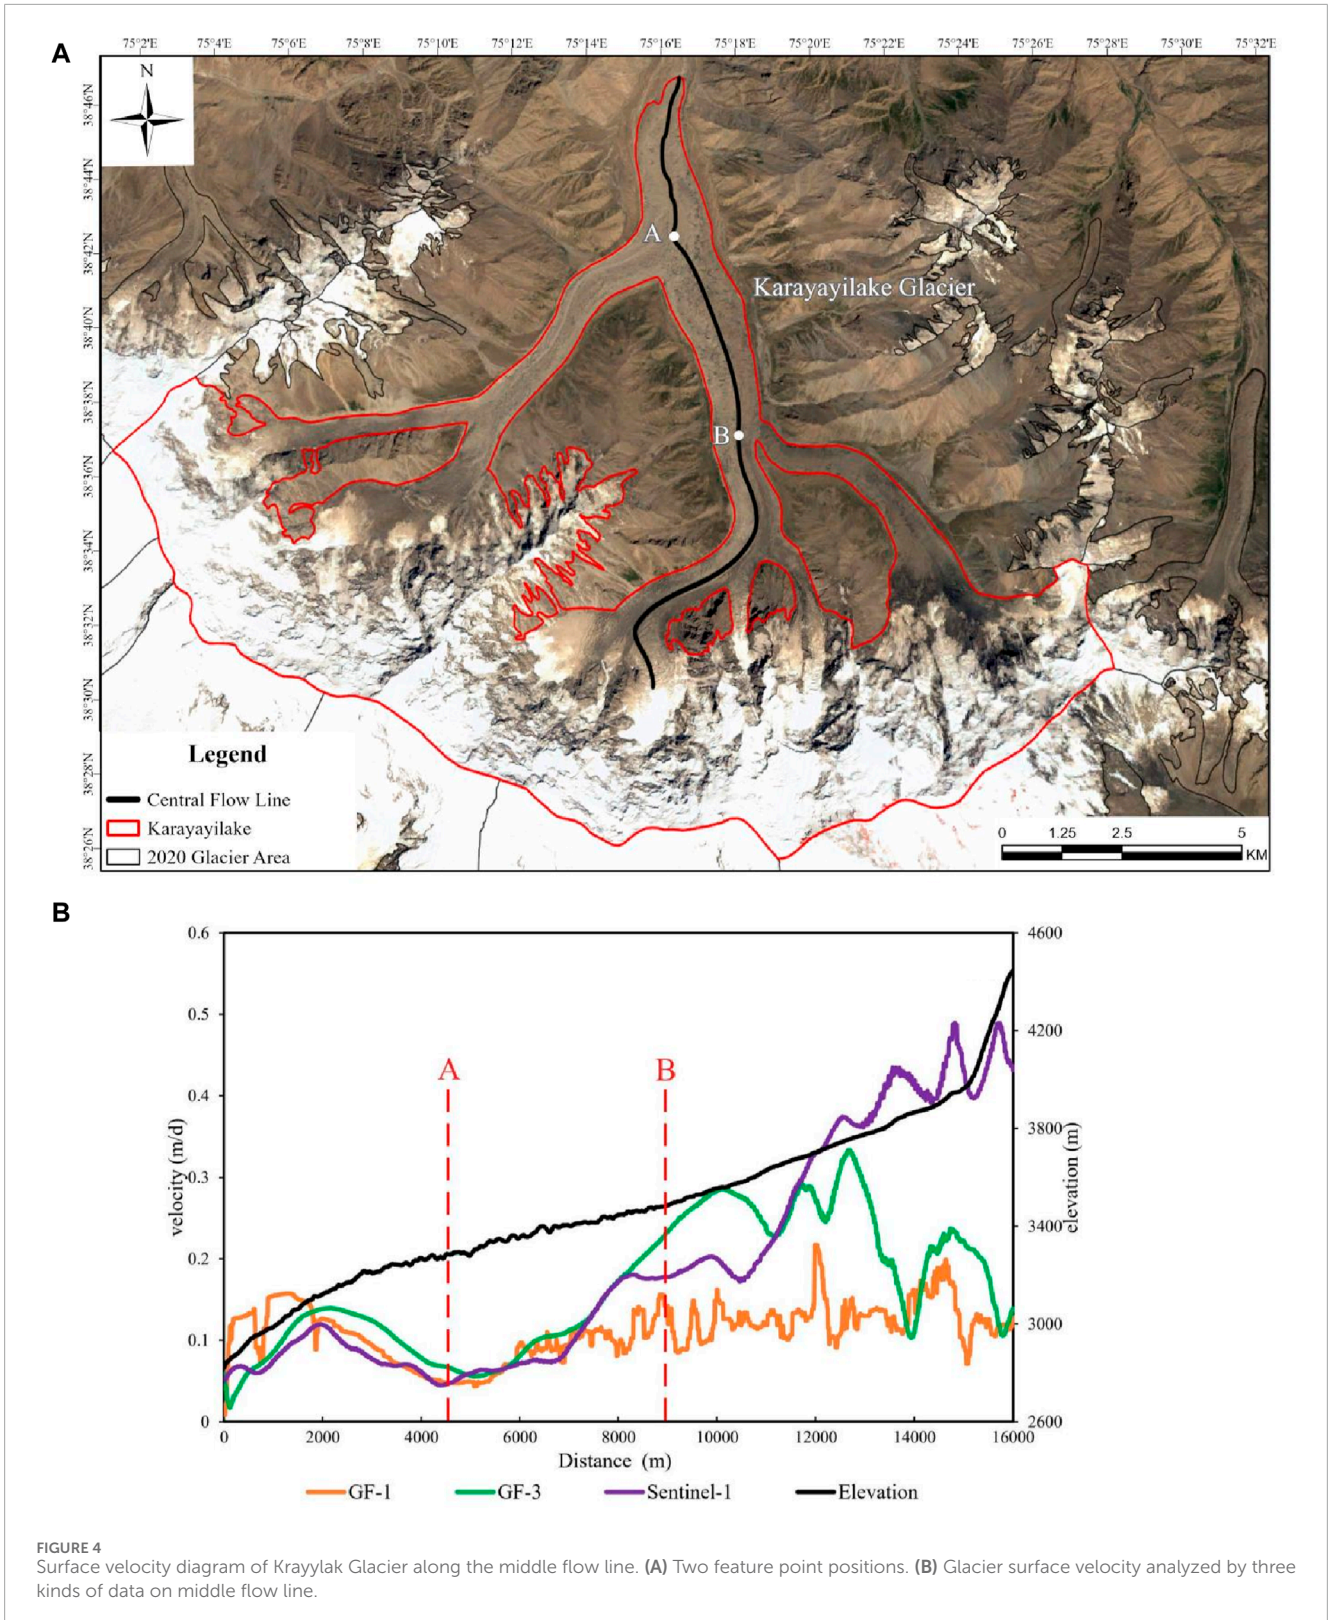 A
75°2'E 75°4'E 75°6'E 75°8'E 75°10'E 75°12'E 75°14'E 75°16'E 75°18'E 75°20'E 75°22'E 75°24'E 75°26'E 75°28'E 75°30'E 75°32'E
N
38°46'N
38°44'N
38°42'N
38°40'N
38°38'N
38°36'N
38°34'N
38°32'N
38°30'N
38°28'N
38°26'N
A
Karayayilake Glacier
B
Legend
Central Flow Line
Karayayilake
2020 Glacier Area
0 1.25 2.5 5
KM
B
0.6
0.5
0.4
0.3
0.2
0.1
0
velocity (m/d)
A
B
4600
4200
3800
3400
3000
2600
elevation (m)
0 2000 4000 6000 8000 10000 12000 14000 16000
Distance (m)
GF-1 GF-3 Sentinel-1 Elevation
FIGURE 4
Surface velocity diagram of Krayylak Glacier along the middle flow line. (A) Two feature point positions. (B) Glacier surface velocity analyzed by three
kinds of data on middle flow line.